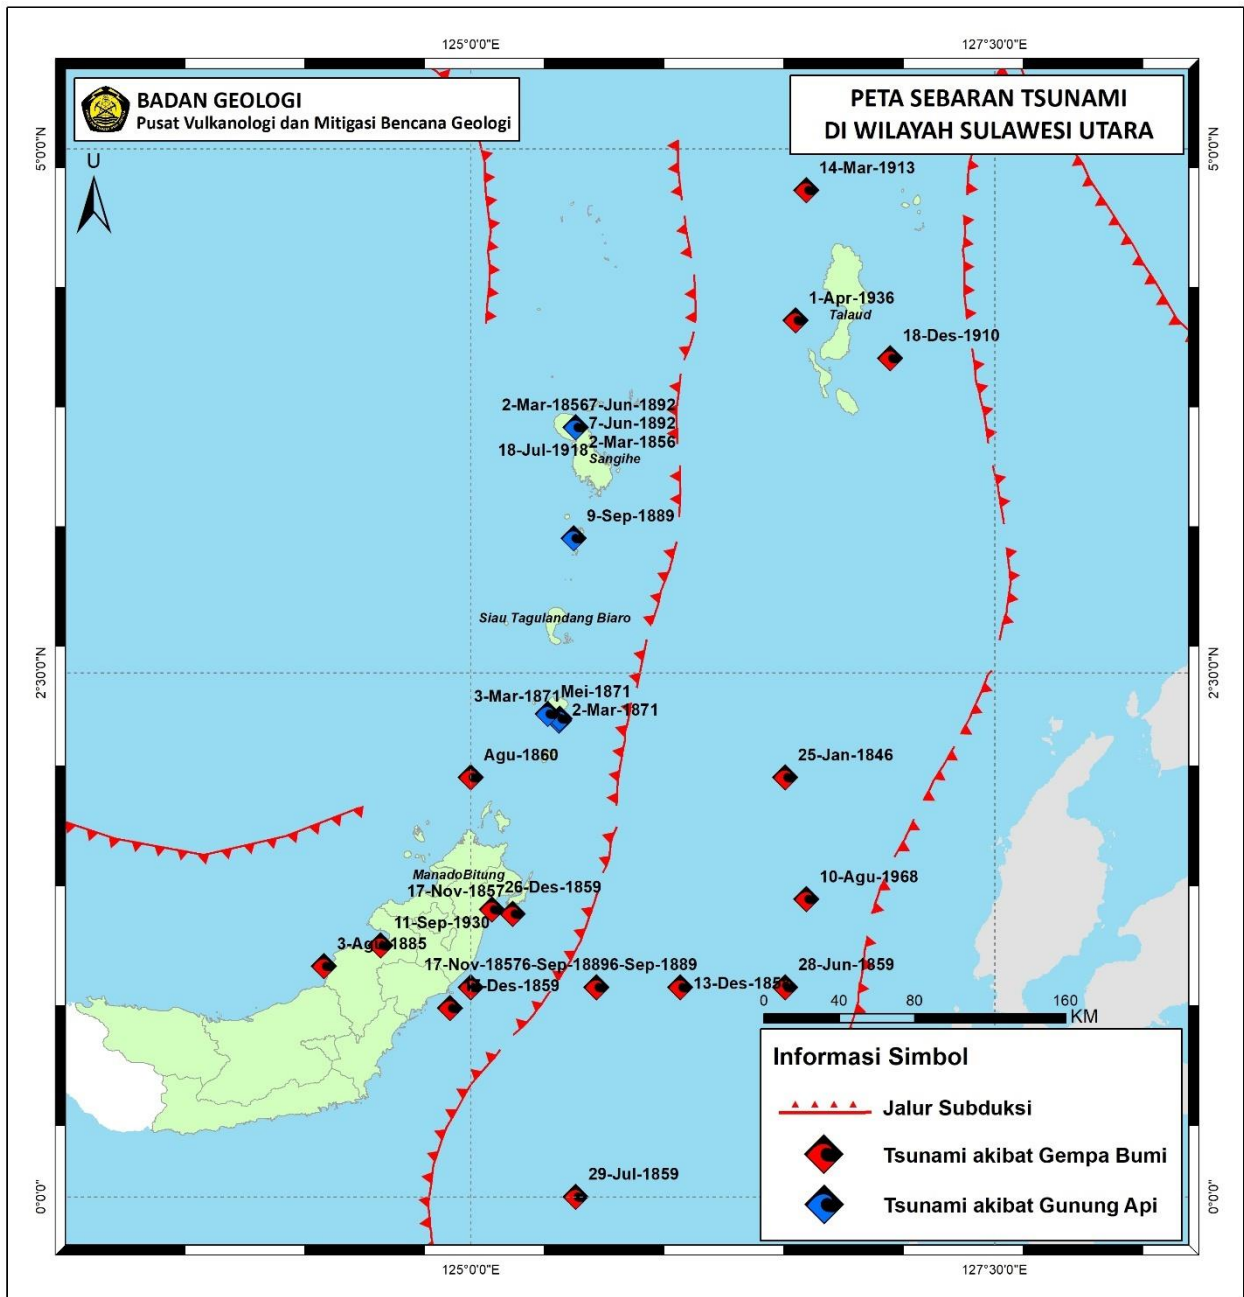 125°0'0"E
127°30'0"E
BADAN GEOLOGI
Pusat Vulkanologi dan Mitigasi Bencana Geologi
PETA SEBARAN TSUNAMI
DI WILAYAH SULAWESI UTARA
5°0'0"N
5°0'0"N
U
14-Mar-1913
1-Apr-1936
Talaud
18-Des-1910
2-Mar-18567-Jun-1892
7-Jun-1892
18-Jul-1918
2-Mar-1856
Sangihe
9-Sep-1889
Siau Tagulandang Biaro
2°30'0"N
2°30'0"N
3-Mar-1871
Mei-1871
2-Mar-1871
Agu-1860
25-Jan-1846
ManadoBitung
17-Nov-1857
26-Des-1859
10-Agu-1968
11-Sep-1930
3-Agu-1885
17-Nov-18576-Sep-18896-Sep-1889
28-Jun-1859
-Des-1859
13-Des-185
0 40 80 160
KM
Informasi Simbol
Jalur Subduksi
Tsunami akibat Gempa Bumi
Tsunami akibat Gunung Api
29-Jul-1859
0°0'0"
0°0'0"
125°0'0"E
127°30'0"E